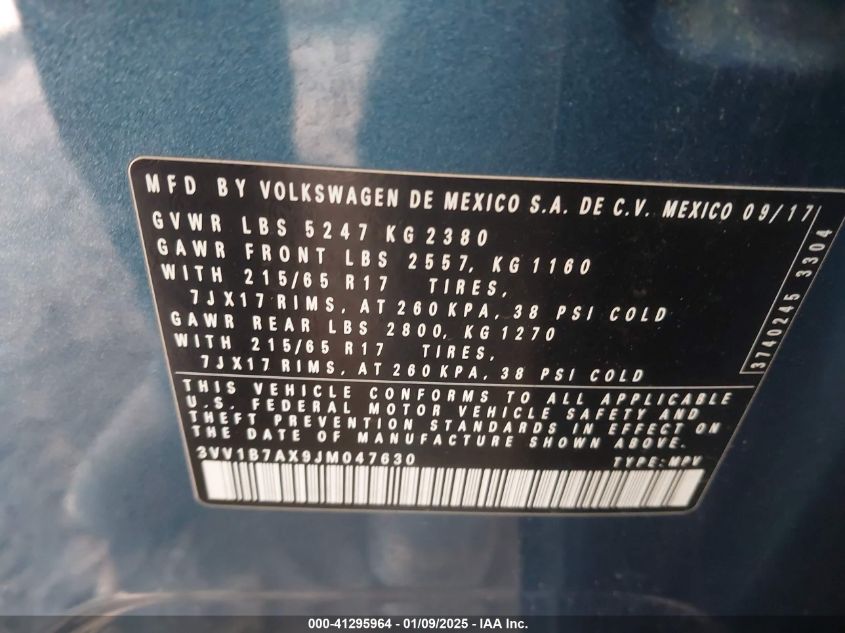 MFD BY VOLKSWAGEN DE MEXICO S.A. DE C.V. MEXICO 09/17
GVWR LBS 5247 KG 2380
GAWR FRONT LBS 2557, KG 1160
WITH 215/65 R17 TIRES,
7JX17 RIMS, AT 260 KPA, 38 PSI COLD
GAWR REAR LBS 2800, KG 1270
WITH 215/65 R17 TIRES,
7JX17 RIMS, AT 260 KPA, 38 PSI COLD
3740245 3304
THIS VEHICLE CONFORMS TO ALL APPLICABLE
U.S. FEDERAL MOTOR VEHICLE SAFETY AND
THEFT PREVENTION STANDARDS IN EFFECT ON
THE DATE OF MANUFACTURE SHOWN ABOVE.
3VV1B7AX9JM047630 TYPE:MPV
000-41295964 - 01/09/2025 - IAA Inc.